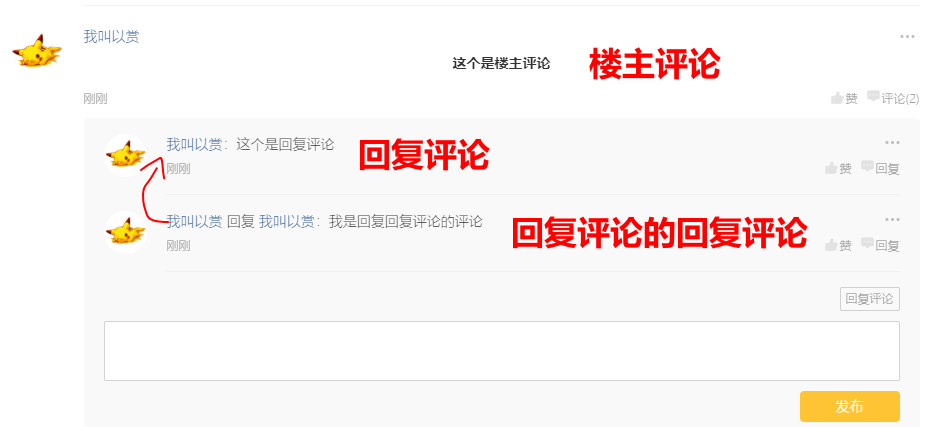 我叫以赏
这个是楼主评论 楼主评论
刚刚 赞 评论(2)
我叫以赏：这个是回复评论 回复评论
刚刚 赞 回复
我叫以赏 回复 我叫以赏：我是回复回复评论的评论 回复评论的回复评论
刚刚 赞 回复
回复评论
发布